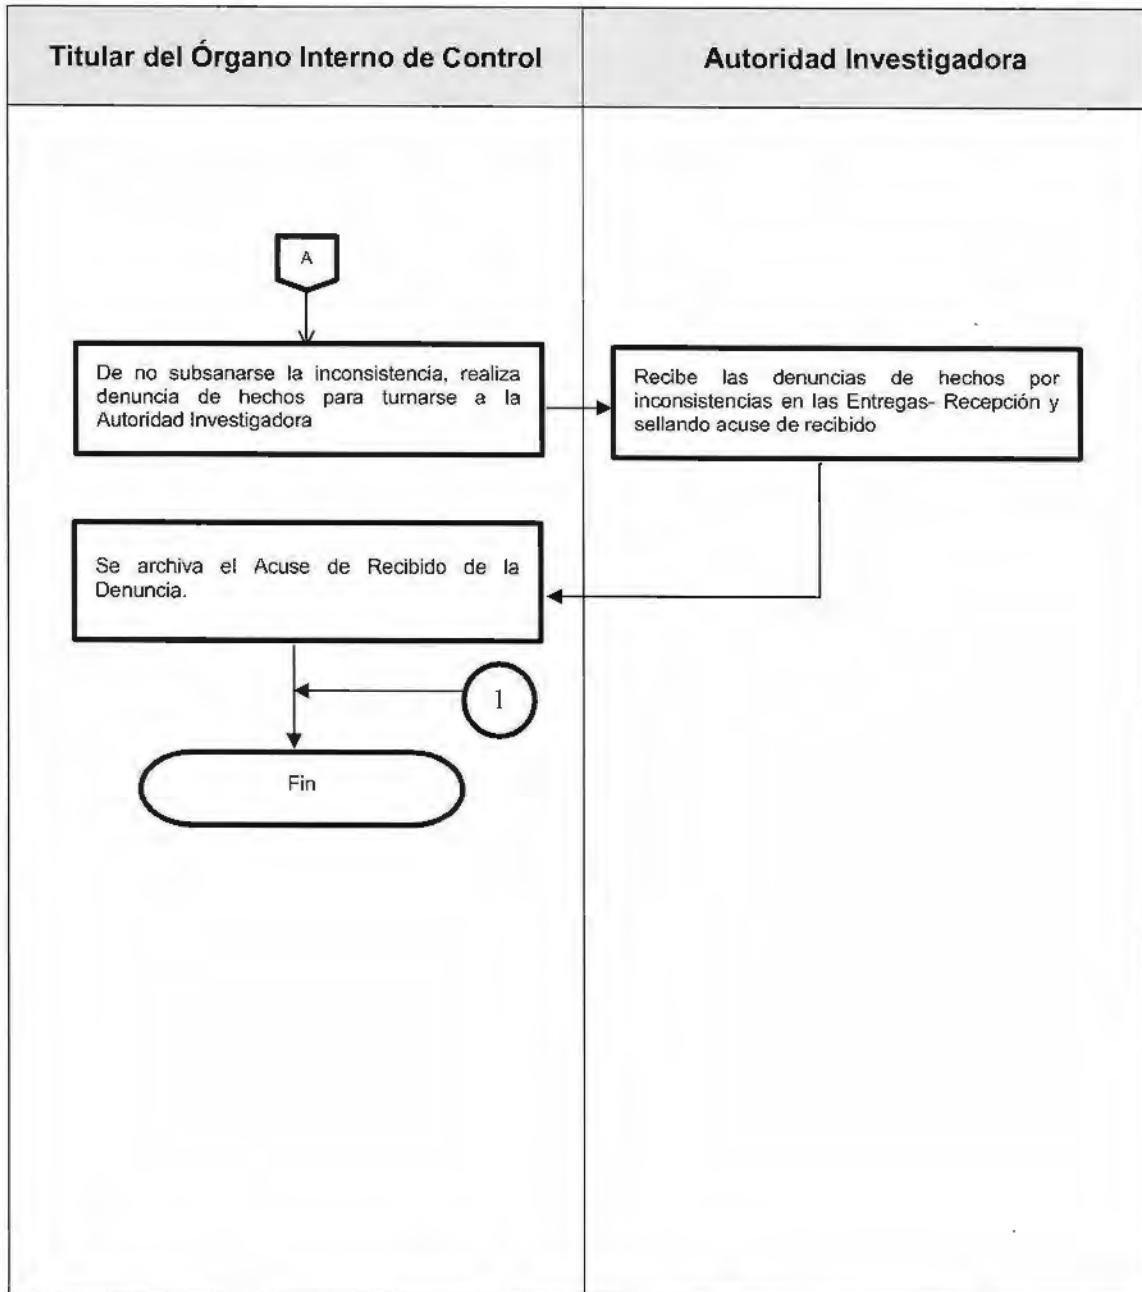 Titular del Órgano Interno de Control
Autoridad Investigadora
A
De no subsanarse la inconsistencia, realiza
denuncia de hechos para turnarse a la
Autoridad Investigadora
Recibe las denuncias de hechos por
inconsistencias en las Entregas- Recepción y
sellando acuse de recibido
Se archiva el Acuse de Recibido de la
Denuncia.
1
Fin